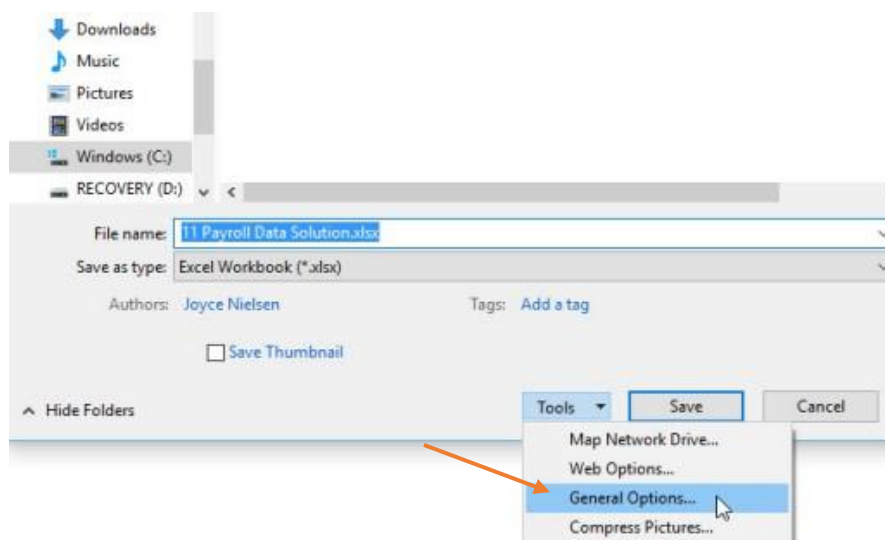 Downloads
Music
Pictures
Videos
Windows (C:)
RECOVERY (D:)
File name: 11 Payroll Data Solution.xlsx
Save as type: Excel Workbook (*.xlsx)
Authors: Joyce Nielsen Tags: Add a tag
Save Thumbnail
Hide Folders Tools Save Cancel
Map Network Drive...
Web Options...
General Options...
Compress Pictures...